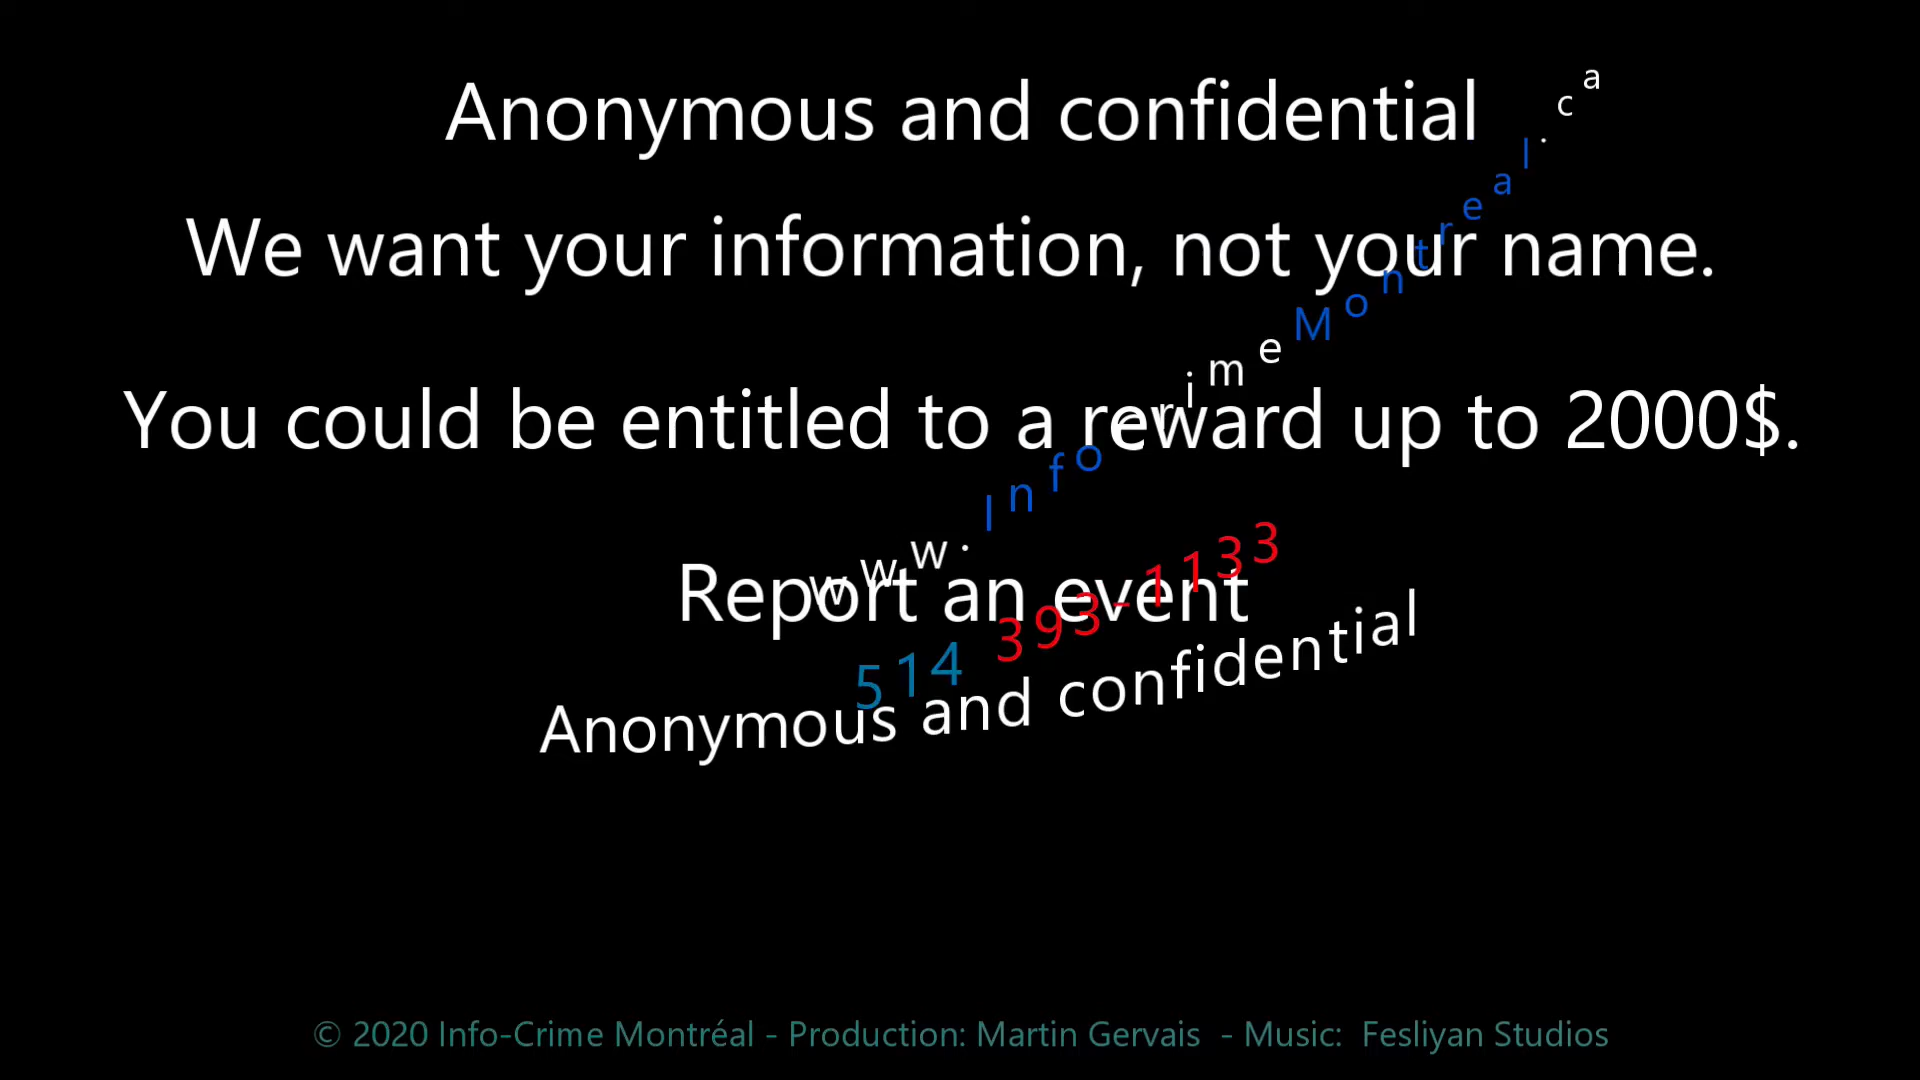 Anonymous and confidential
We want your information, not your name.
You could be entitled to a reward up to 2000$.
www.InfoCrimeMontreal.ca
Report an event
514 393-1133
Anonymous and confidential
© 2020 Info-Crime Montréal - Production: Martin Gervais - Music: Fesliyan Studios